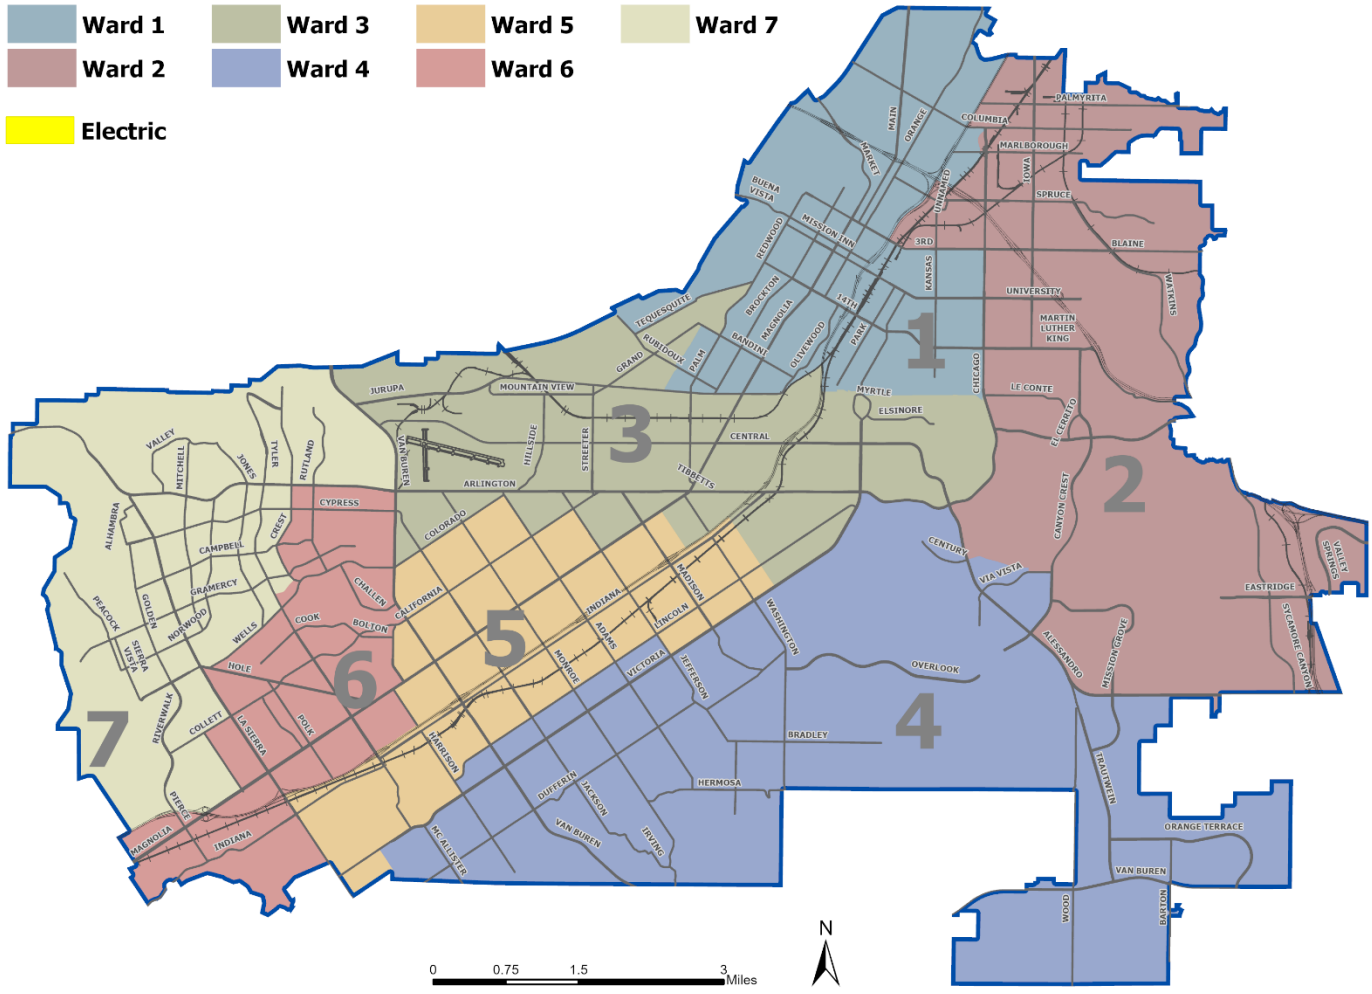 Ward 1
Ward 3
Ward 5
Ward 7
Ward 2
Ward 4
Ward 6
Electric
PALMYRITA
MAIN
ORANGE
COLUMBIA
MARKET
MARLBOROUGH
IOWA
UNNAMED
BUENA
VISTA
SPRUCE
MISSION INN
REDWOOD
3RD
BLAINE
KANSAS
WATKINS
TEQUESQUITE
BROCKTON
MAGNOLIA
14TH
UNIVERSITY
MARTIN
LUTHER
KING
1
PARK
OLIVEWOOD
BANDINI
PALM
RUBIDOUX
GRAND
CHICAGO
JURUPA
MOUNTAIN VIEW
MYRTLE
LE CONTE
ELSINORE
EL CERRITO
VALLEY
MITCHELL
JONES
TYLER
RUTLAND
VAN BUREN
HILLSIDE
STREETER
3
CENTRAL
TIBBETTS
ARLINGTON
2
CANYON CREST
CYPRESS
COLORADO
ALHAMBRA
CREST
CAMPBELL
CENTURY
VIA VISTA
VALLEY
SPRINGS
EASTRIDGE
SYCAMORE CANYON
GRAMERCY
CHALLEN
CALIFORNIA
INDIANA
MADISON
LINCOLN
PEACOCK
GOLDEN
NORWOOD
WELLS
COOK
BOLTON
5
ADAMS
WASHINGTON
ALESSANDRO
MISSION GROVE
SIERRA
VISTA
HOLE
6
MONROE
VICTORIA
JEFFERSON
OVERLOOK
7
RIVERWALK
COLLETT
LA SIERRA
POLK
HARRISON
4
BRADLEY
TRAUTWEIN
PIERCE
MAGNOLIA
INDIANA
DUFFERIN
JACKSON
HERMOSA
MC ALLISTER
VAN BUREN
IRVING
ORANGE TERRACE
VAN BUREN
WOOD
BARTON
N
0
0.75
1.5
3
Miles